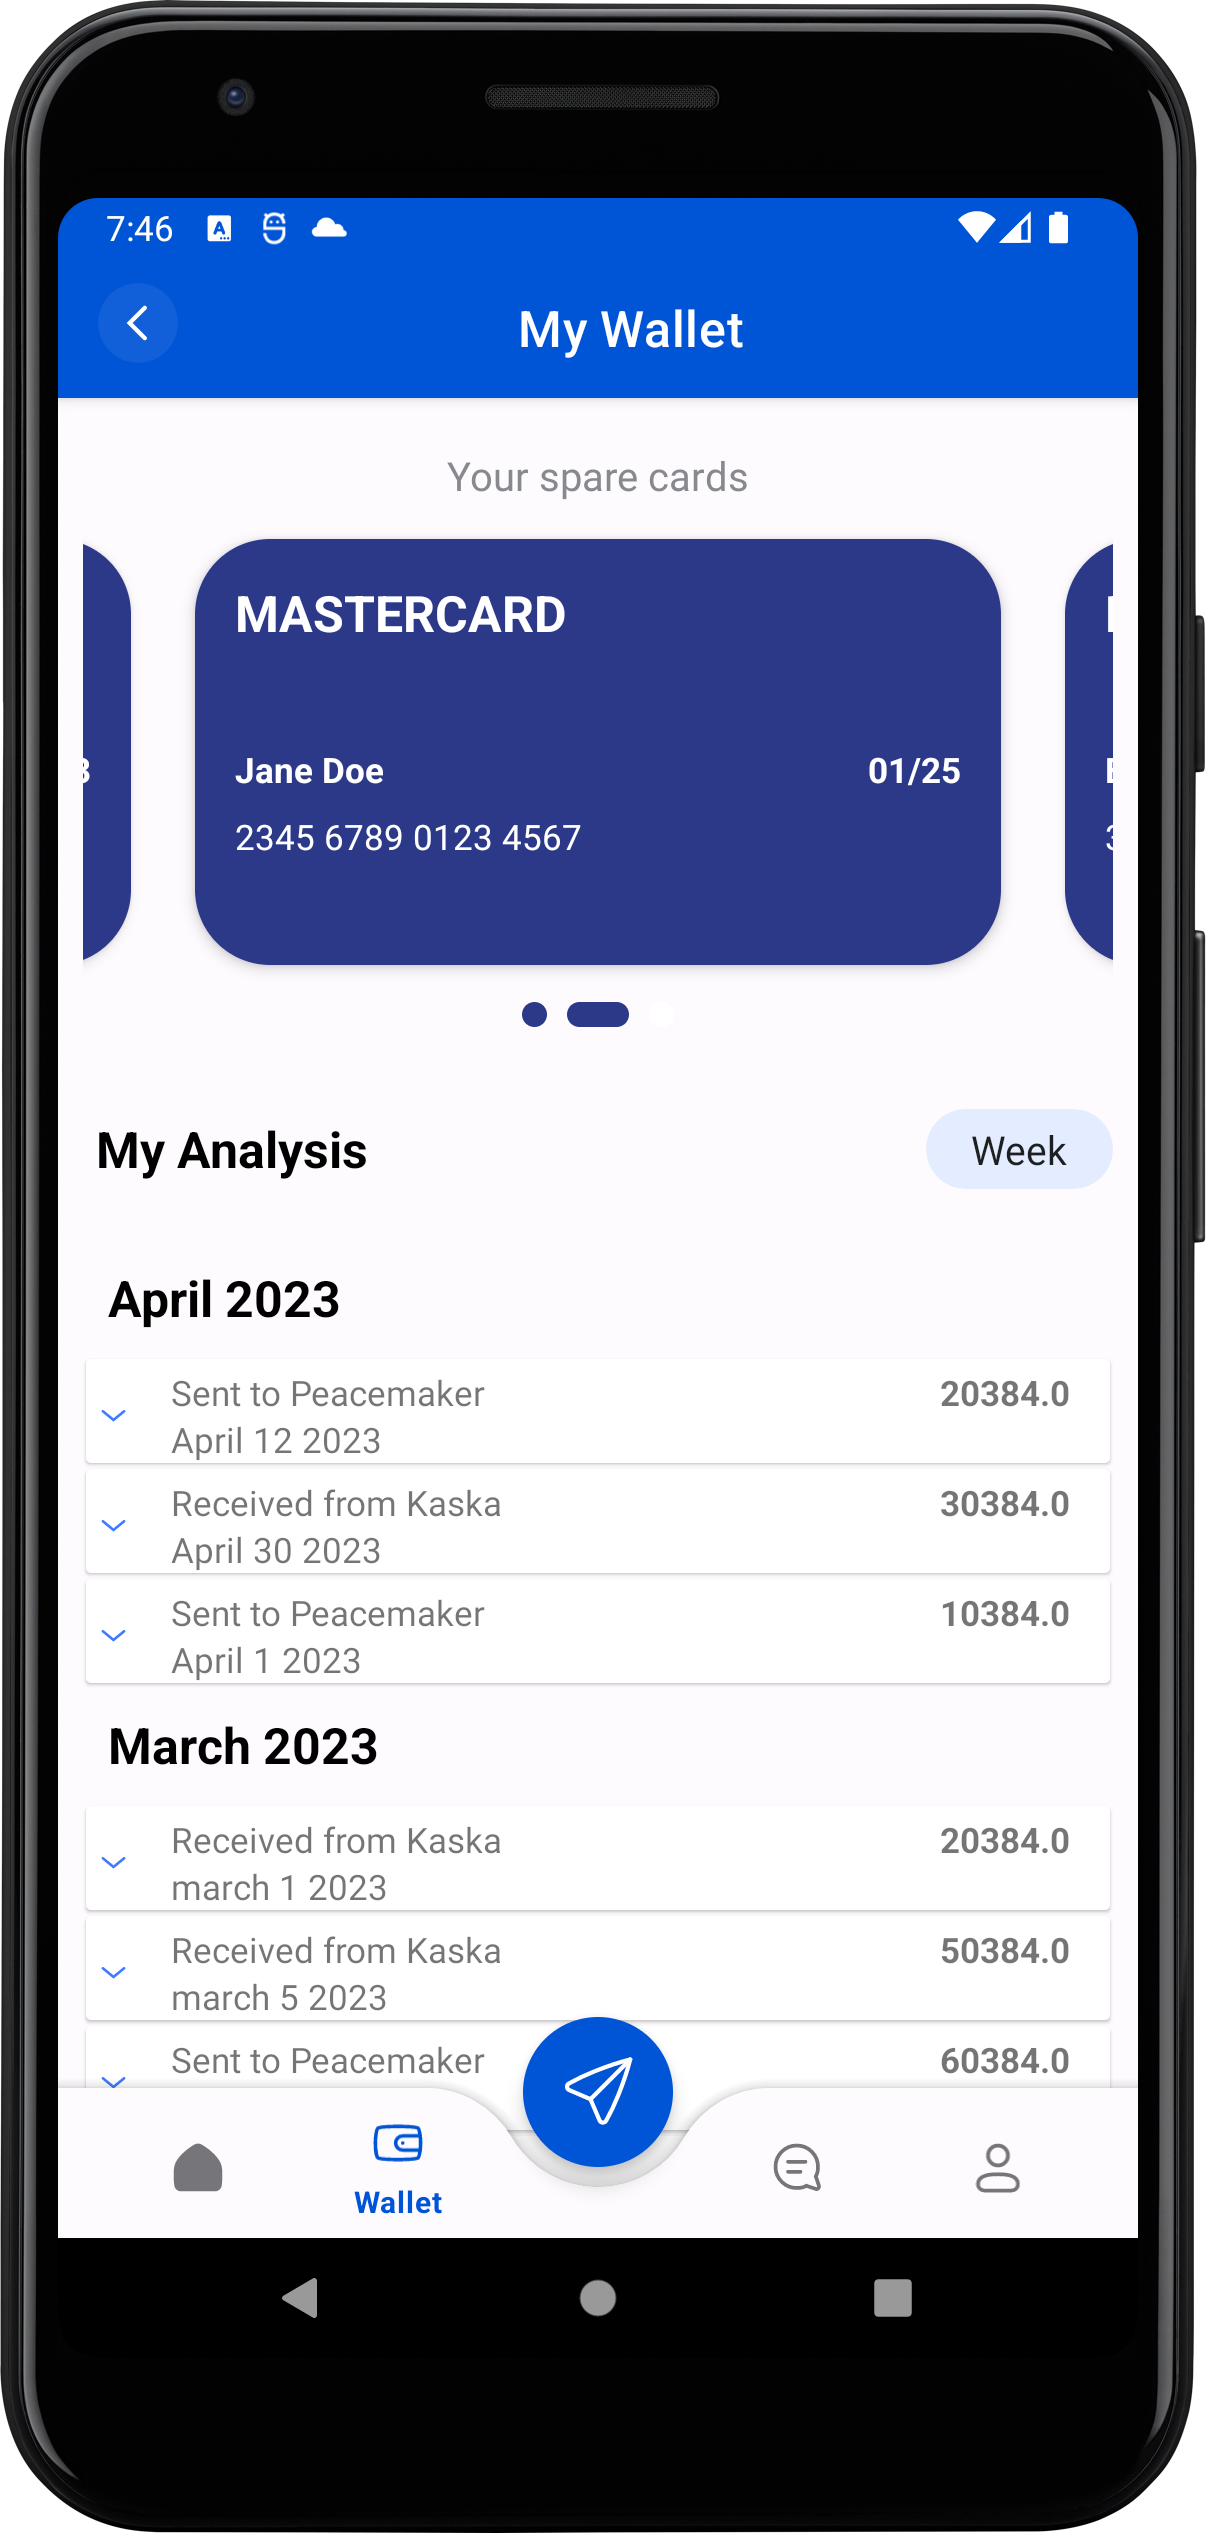 7:46
My Wallet
Your spare cards
MASTERCARD
Jane Doe 01/25
2345 6789 0123 4567
My Analysis Week
April 2023
Sent to Peacemaker 20384.0
April 12 2023
Received from Kaska 30384.0
April 30 2023
Sent to Peacemaker 10384.0
April 1 2023
March 2023
Received from Kaska 20384.0
march 1 2023
Received from Kaska 50384.0
march 5 2023
Sent to Peacemaker 60384.0
Wallet